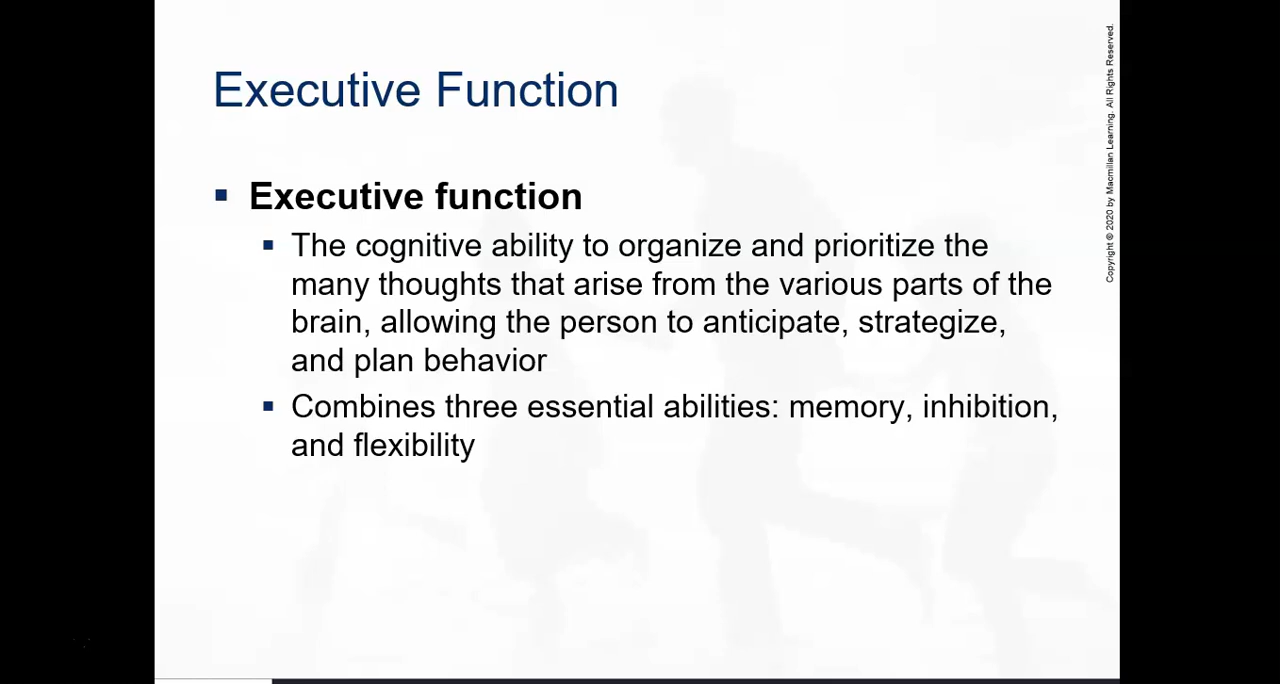 Executive Function
Executive function
The cognitive ability to organize and prioritize the
many thoughts that arise from the various parts of the
brain, allowing the person to anticipate, strategize,
and plan behavior
Combines three essential abilities: memory, inhibition,
and flexibility
Copyright © 2020 by Macmillan Learning. All Rights Reserved.